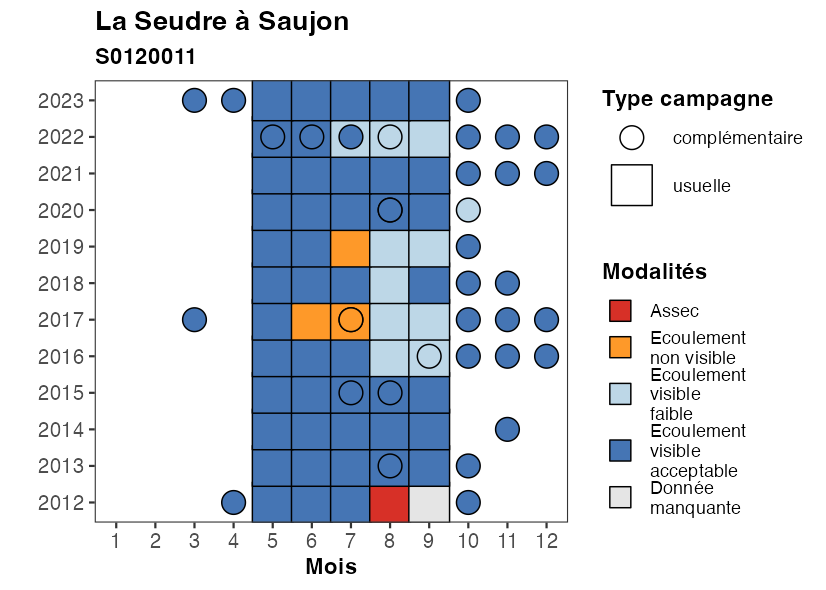 La Seudre à Saujon
S0120011
2023
2022
2021
2020
2019
2018
2017
2016
2015
2014
2013
2012
1 2 3 4 5 6 7 8 9 10 11 12
Mois
Type campagne
complémentaire
usuelle
Modalités
Assec
Ecoulement
non visible
Ecoulement
visible
faible
Ecoulement
visible
acceptable
Donnée
manquante